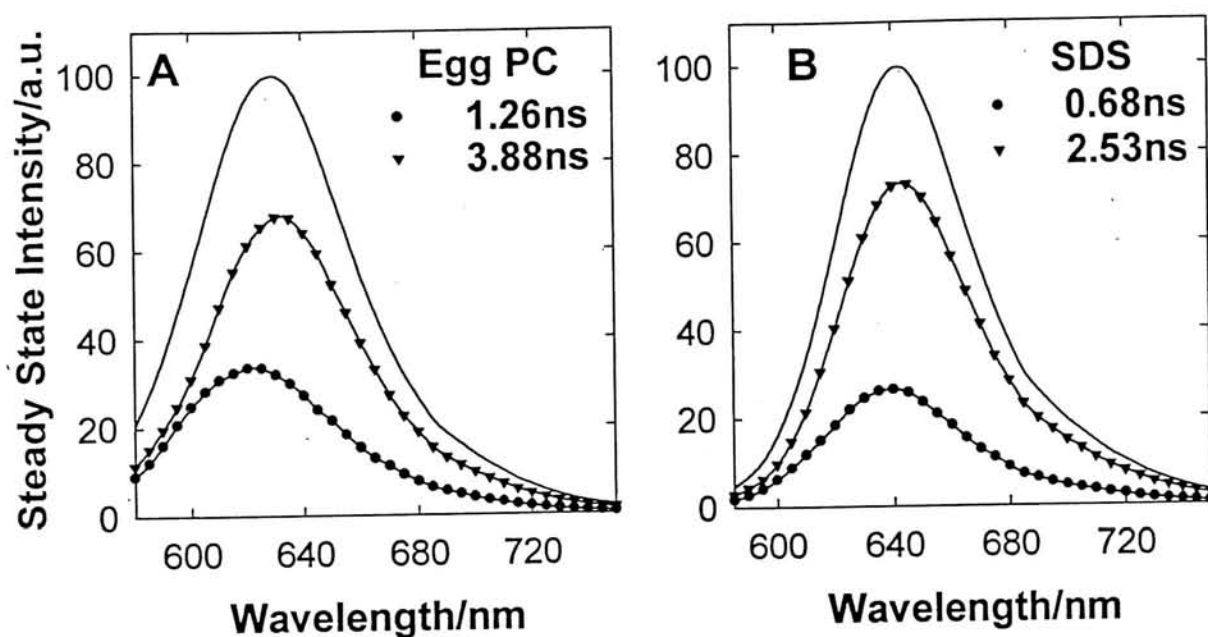 Steady State Intensity/a.u.
A
Egg PC
1.26ns
3.88ns
100
80
60
40
20
0
600
640
680
720
Wavelength/nm
B
SDS
0.68ns
2.53ns
100
80
60
40
20
0
600
640
680
720
Wavelength/nm